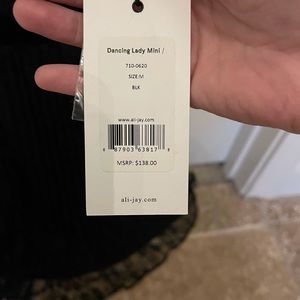 Dancing Lady Mini /
710-0620
SIZE:M
BLK
www.ali-jay.com
87903 63817
MSRP: $138.00
ali-jay.com